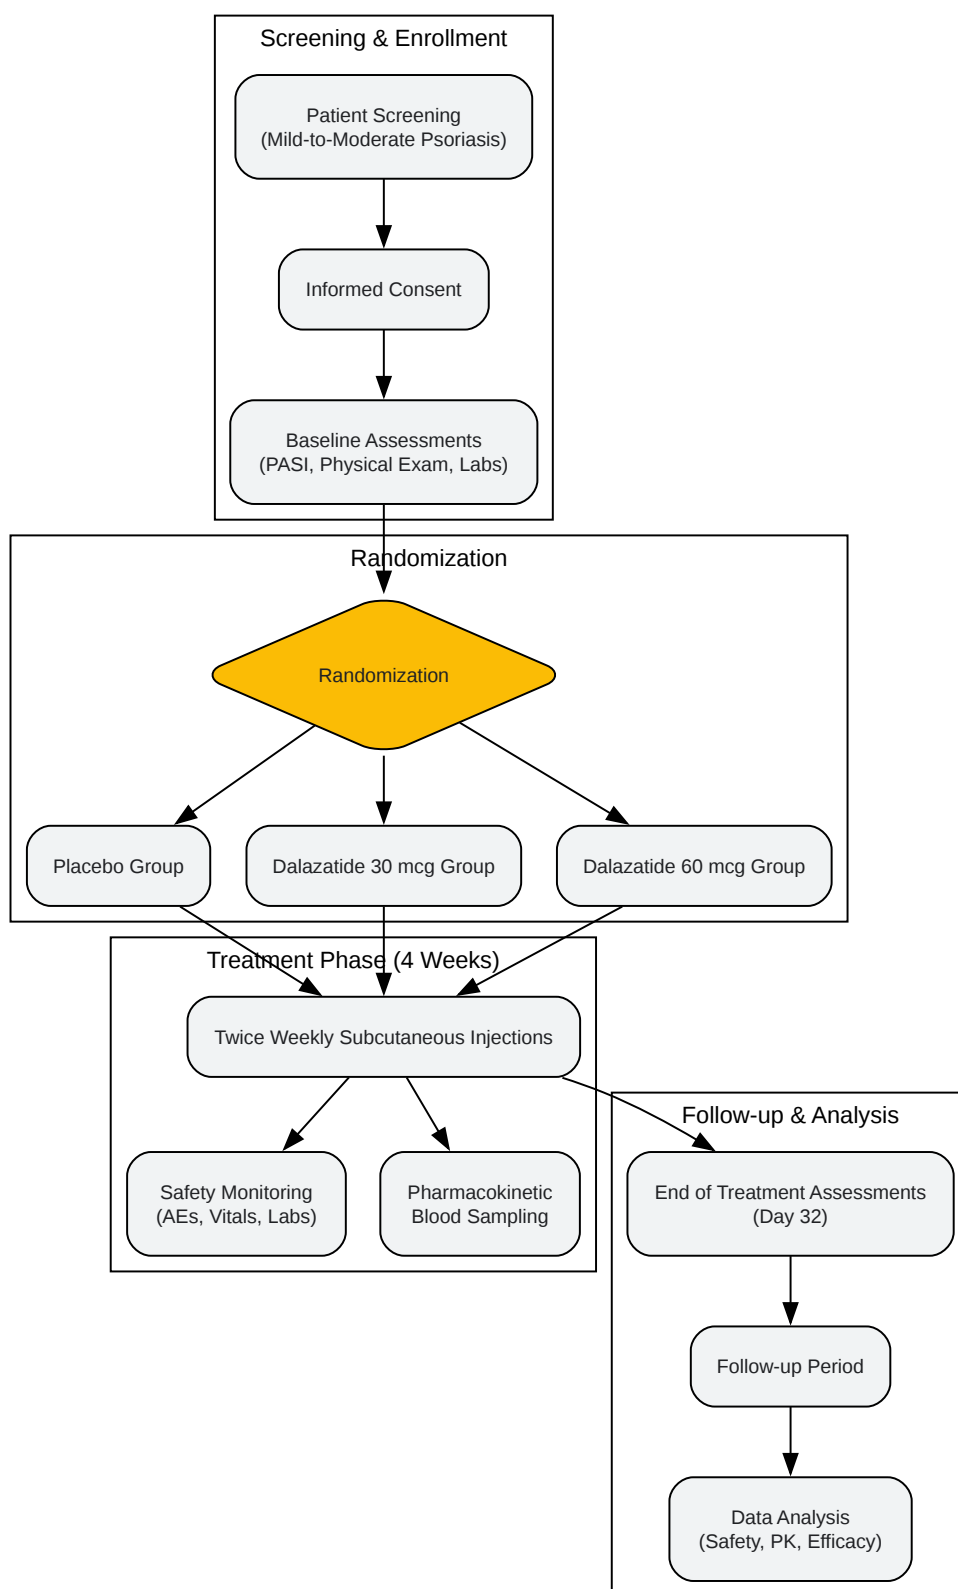 Screening & Enrollment
Patient Screening
(Mild-to-Moderate Psoriasis)
Informed Consent
Baseline Assessments
(PASI, Physical Exam, Labs)
Randomization
Randomization
Placebo Group
Dalazatide 30 mcg Group
Dalazatide 60 mcg Group
Treatment Phase (4 Weeks)
Twice Weekly Subcutaneous Injections
Safety Monitoring
(AEs, Vitals, Labs)
Pharmacokinetic
Blood Sampling
Follow-up & Analysis
End of Treatment Assessments
(Day 32)
Follow-up Period
Data Analysis
(Safety, PK, Efficacy)